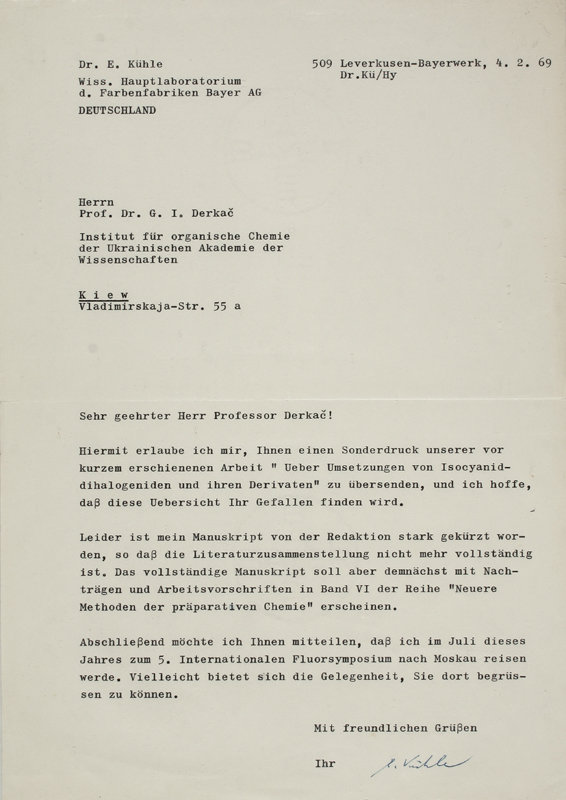 Dr. E. Kühle
509 Leverkusen-Bayerwerk, 4. 2. 69
Dr.Kü/Hy
Wiss. Hauptlaboratorium
d. Farbenfabriken Bayer AG
DEUTSCHLAND
Herrn
Prof. Dr. G. I. Derkač
Institut für organische Chemie
der Ukrainischen Akademie der
Wissenschaften
K i e w
Vladimirskaja-Str. 55 a
Sehr geehrter Herr Professor Derkač!
Hiermit erlaube ich mir, Ihnen einen Sonderdruck unserer vor
kurzem erschienenen Arbeit " Ueber Umsetzungen von Isocyanid-
dihalogeniden und ihren Derivaten" zu übersenden, und ich hoffe,
daß diese Uebersicht Ihr Gefallen finden wird.
Leider ist mein Manuskript von der Redaktion stark gekürzt wor-
den, so daß die Literaturzusammenstellung nicht mehr vollständig
ist. Das vollständige Manuskript soll aber demnächst mit Nach-
trägen und Arbeitsvorschriften in Band VI der Reihe "Neuere
Methoden der präparativen Chemie" erscheinen.
Abschließend möchte ich Ihnen mitteilen, daß ich im Juli dieses
Jahres zum 5. Internationalen Fluorsymposium nach Moskau reisen
werde. Vielleicht bietet sich die Gelegenheit, Sie dort begrüs-
sen zu können.
Mit freundlichen Grüßen
Ihr E. Kühle